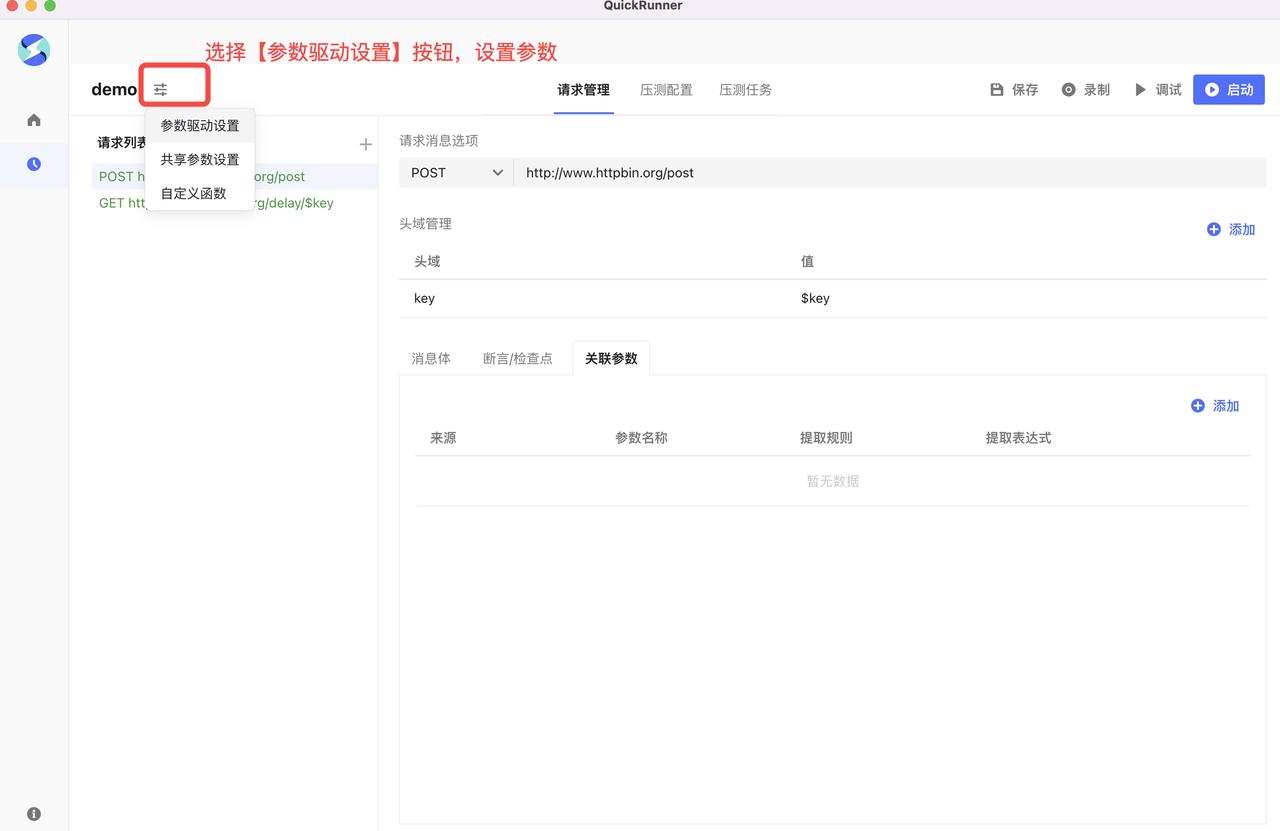 QuickRunner
选择【参数驱动设置】按钮，设置参数
demo
请求管理
压测配置
压测任务
保存
录制
调试
启动
参数驱动设置
共享参数设置
自定义函数
请求列表
POST h
org/post
GET htt
rg/delay/$key
请求消息选项
POST
http://www.httpbin.org/post
头域管理
添加
头域
值
key
$key
消息体
断言/检查点
关联参数
添加
来源
参数名称
提取规则
提取表达式
暂无数据